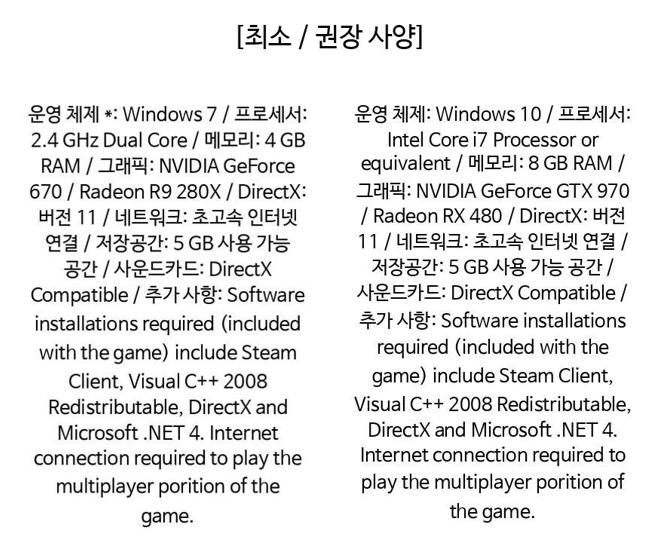 [최소 / 권장 사양]
운영 체제 *: Windows 7 / 프로세서:
2.4 GHz Dual Core / 메모리: 4 GB
RAM / 그래픽: NVIDIA GeForce
670 / Radeon R9 280X / DirectX:
버전 11 / 네트워크: 초고속 인터넷
연결 / 저장공간: 5 GB 사용 가능
공간 / 사운드카드: DirectX
Compatible / 추가 사항: Software
installations required (included
with the game) include Steam
Client, Visual C++ 2008
Redistributable, DirectX and
Microsoft .NET 4. Internet
connection required to play the
multiplayer porition of the
game.
운영 체제: Windows 10 / 프로세서:
Intel Core i7 Processor or
equivalent / 메모리: 8 GB RAM /
그래픽: NVIDIA GeForce GTX 970
/ Radeon RX 480 / DirectX: 버전
11 / 네트워크: 초고속 인터넷 연결 /
저장공간: 5 GB 사용 가능 공간 /
사운드카드: DirectX Compatible /
추가 사항: Software installations
required (included with the
game) include Steam Client,
Visual C++ 2008 Redistributable,
DirectX and Microsoft .NET 4.
Internet connection required to
play the multiplayer porition of
the game.